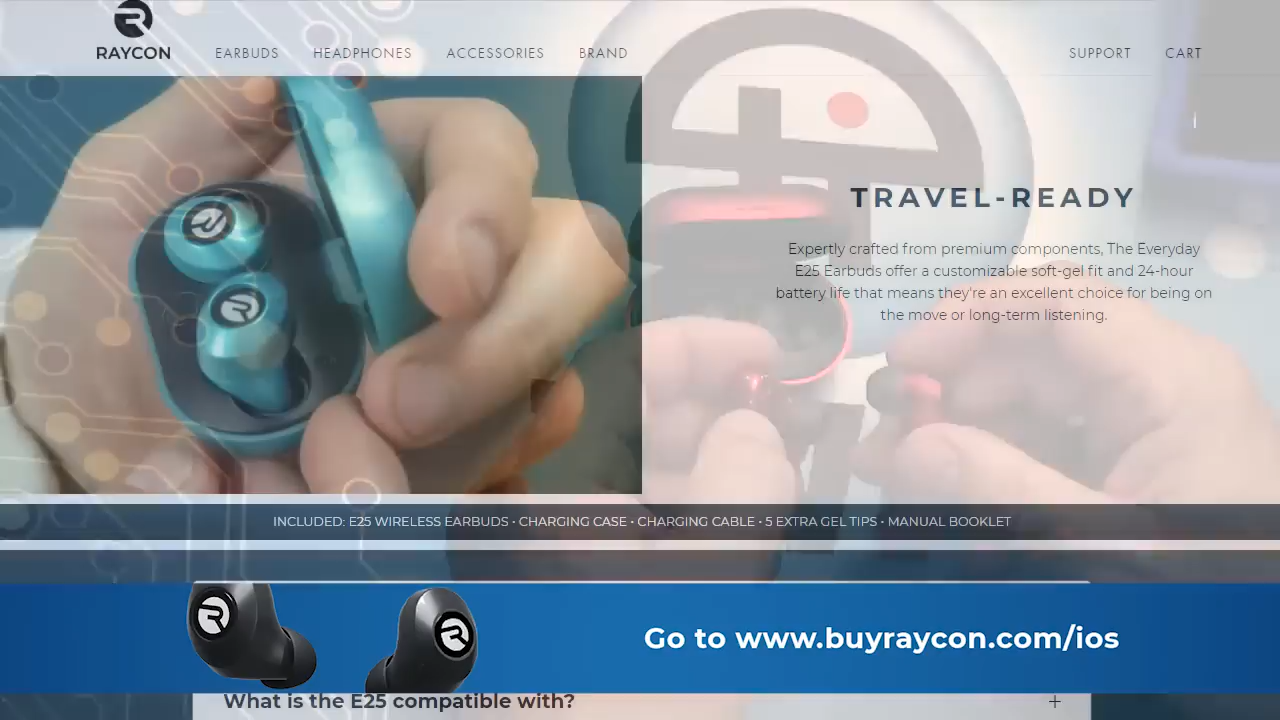 RAYCON
EARBUDS HEADPHONES ACCESSORIES BRAND SUPPORT CART
TRAVEL-READY
Expertly crafted from premium components, The Everyday
E25 Earbuds offer a customizable soft-gel fit and 24-hour
battery life that means they're an excellent choice for being on
the move or long-term listening.
INCLUDED: E25 WIRELESS EARBUDS • CHARGING CASE • CHARGING CABLE • 5 EXTRA GEL TIPS • MANUAL BOOKLET
Go to www.buyraycon.com/ios
What is the E25 compatible with? +